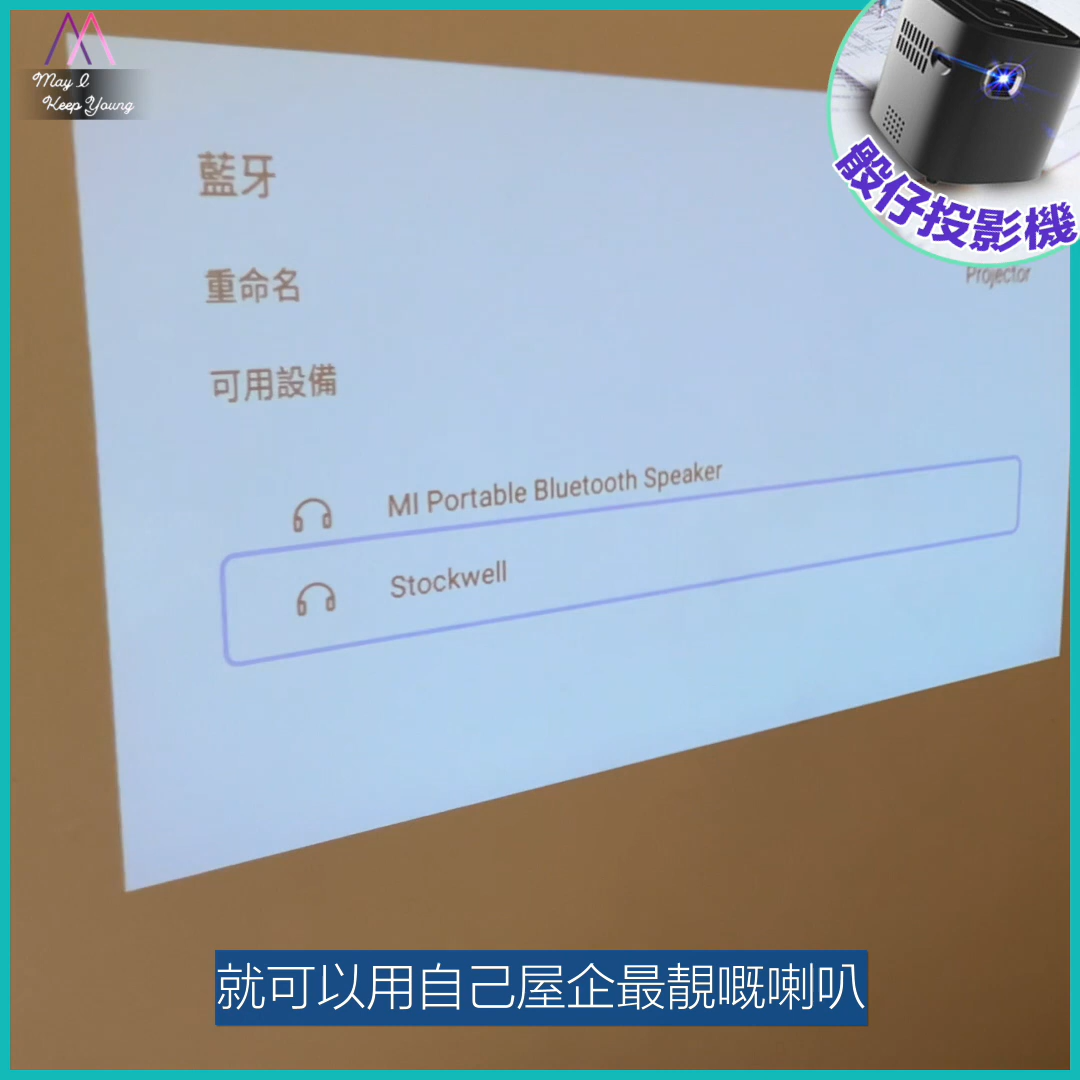 May I
Keep Young
骰仔投影機
藍牙
重命名
Projector
可用設備
MI Portable Bluetooth Speaker
Stockwell
就可以用自己屋企最靚嘅喇叭